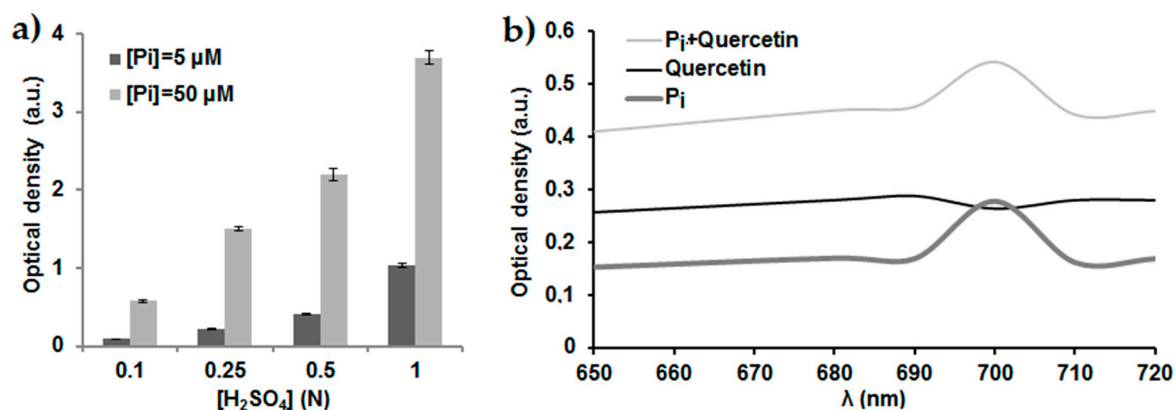 a)
[Pi]=5 µM
[Pi]=50 µM
Optical density (a.u.)
4
3
2
1
0
0.1 0.25 0.5 1
[H₂SO₄] (N)
b)
Pᵢ+Quercetin
Quercetin
Pᵢ
Optical density (a.u.)
0.6
0.5
0.4
0.3
0.2
0.1
0
650 660 670 680 690 700 710 720
λ (nm)